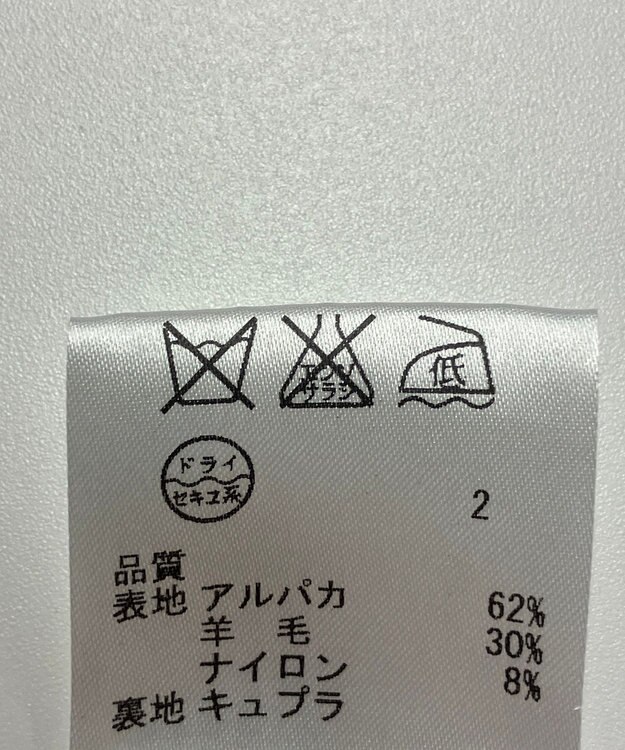 エンソ
サラシ
低
ドライ
セキユ系
2
品質
表地 アルパカ 62%
羊 毛 30%
ナイロン 8%
裏地 キュプラ